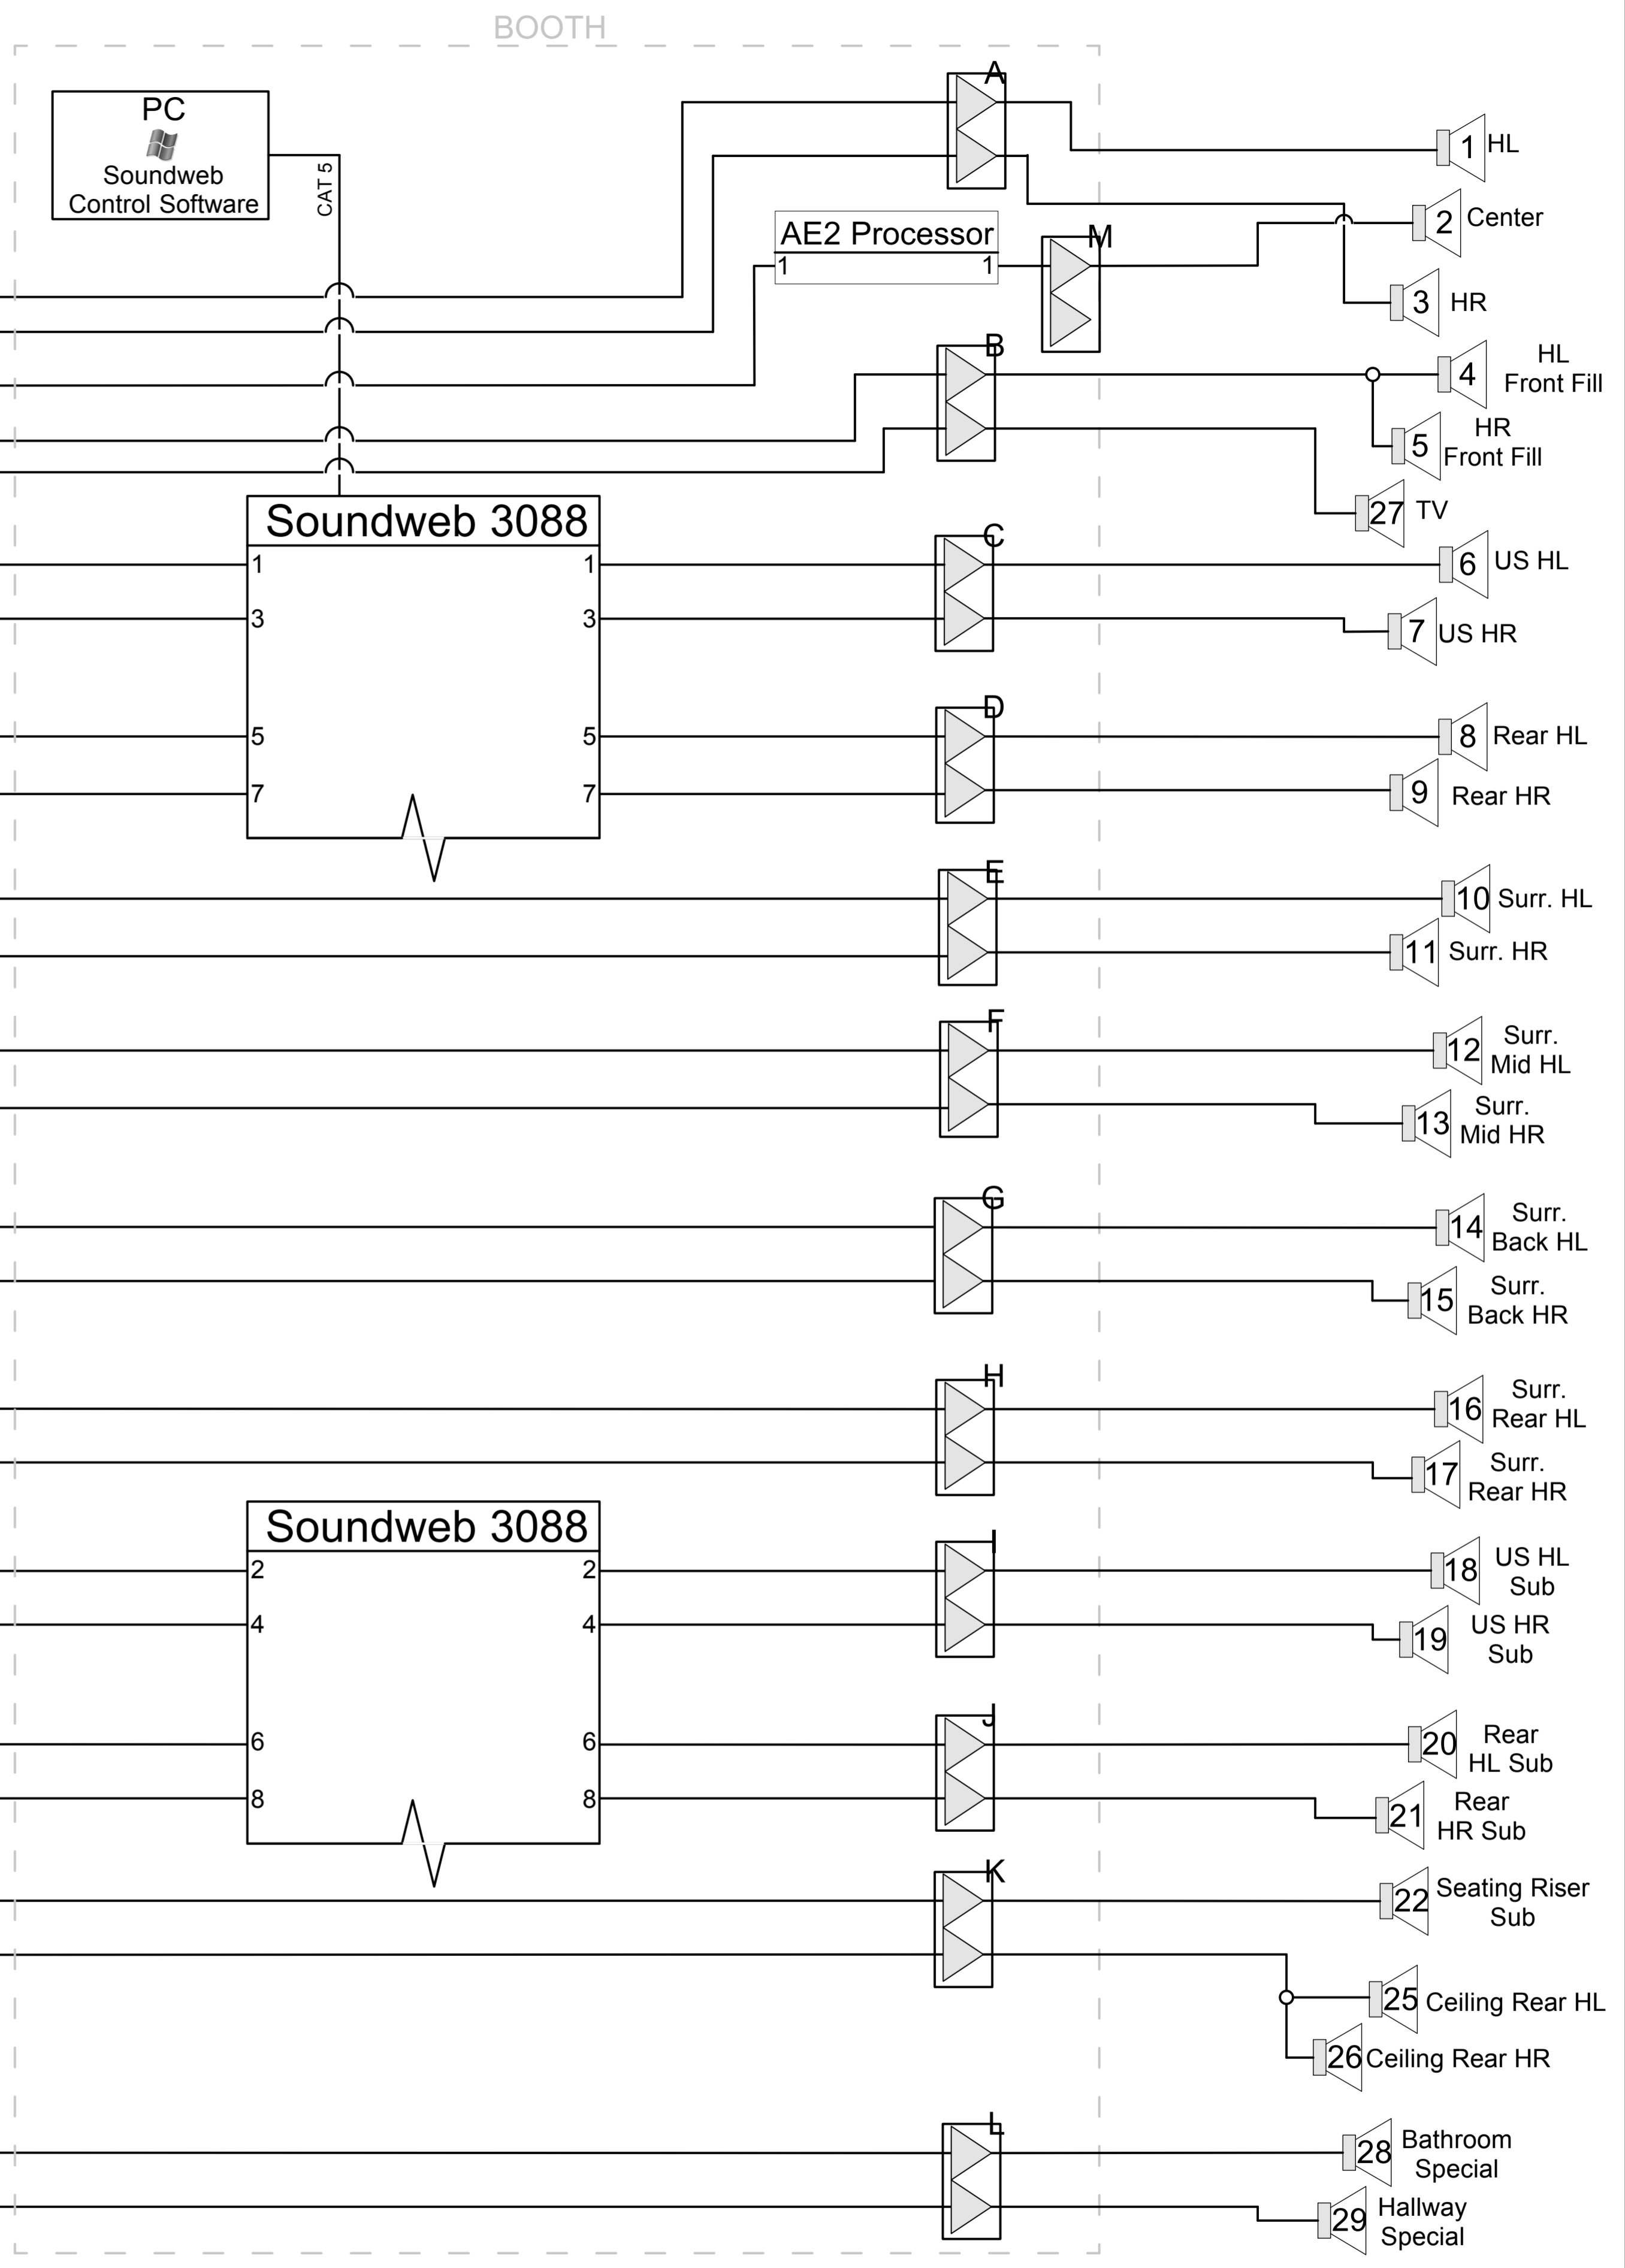 BOOTH
PC
Soundweb
Control Software
CAT 5
A
1 HL
2 Center
AE2 Processor
1 1
M
3 HR
B
4 HL
Front Fill
5 HR
Front Fill
27 TV
Soundweb 3088
1 1
3 3
5 5
7 7
C
6 US HL
7 US HR
D
8 Rear HL
9 Rear HR
E
10 Surr. HL
11 Surr. HR
F
12 Surr.
Mid HL
13 Surr.
Mid HR
G
14 Surr.
Back HL
15 Surr.
Back HR
H
16 Surr.
Rear HL
17 Surr.
Rear HR
Soundweb 3088
2 2
4 4
6 6
8 8
I
18 US HL
Sub
19 US HR
Sub
J
20 Rear
HL Sub
21 Rear
HR Sub
K
22 Seating Riser
Sub
25 Ceiling Rear HL
26 Ceiling Rear HR
L
28 Bathroom
Special
29 Hallway
Special